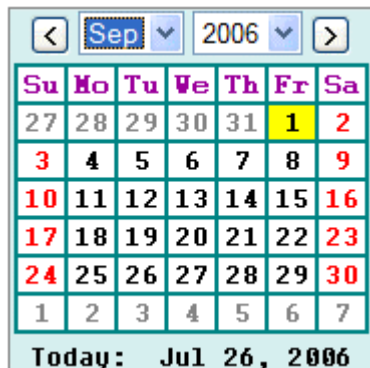 < Sep 2006 >
Su Mo Tu We Th Fr Sa
27 28 29 30 31 1 2
3 4 5 6 7 8 9
10 11 12 13 14 15 16
17 18 19 20 21 22 23
24 25 26 27 28 29 30
1 2 3 4 5 6 7
Today: Jul 26, 2006